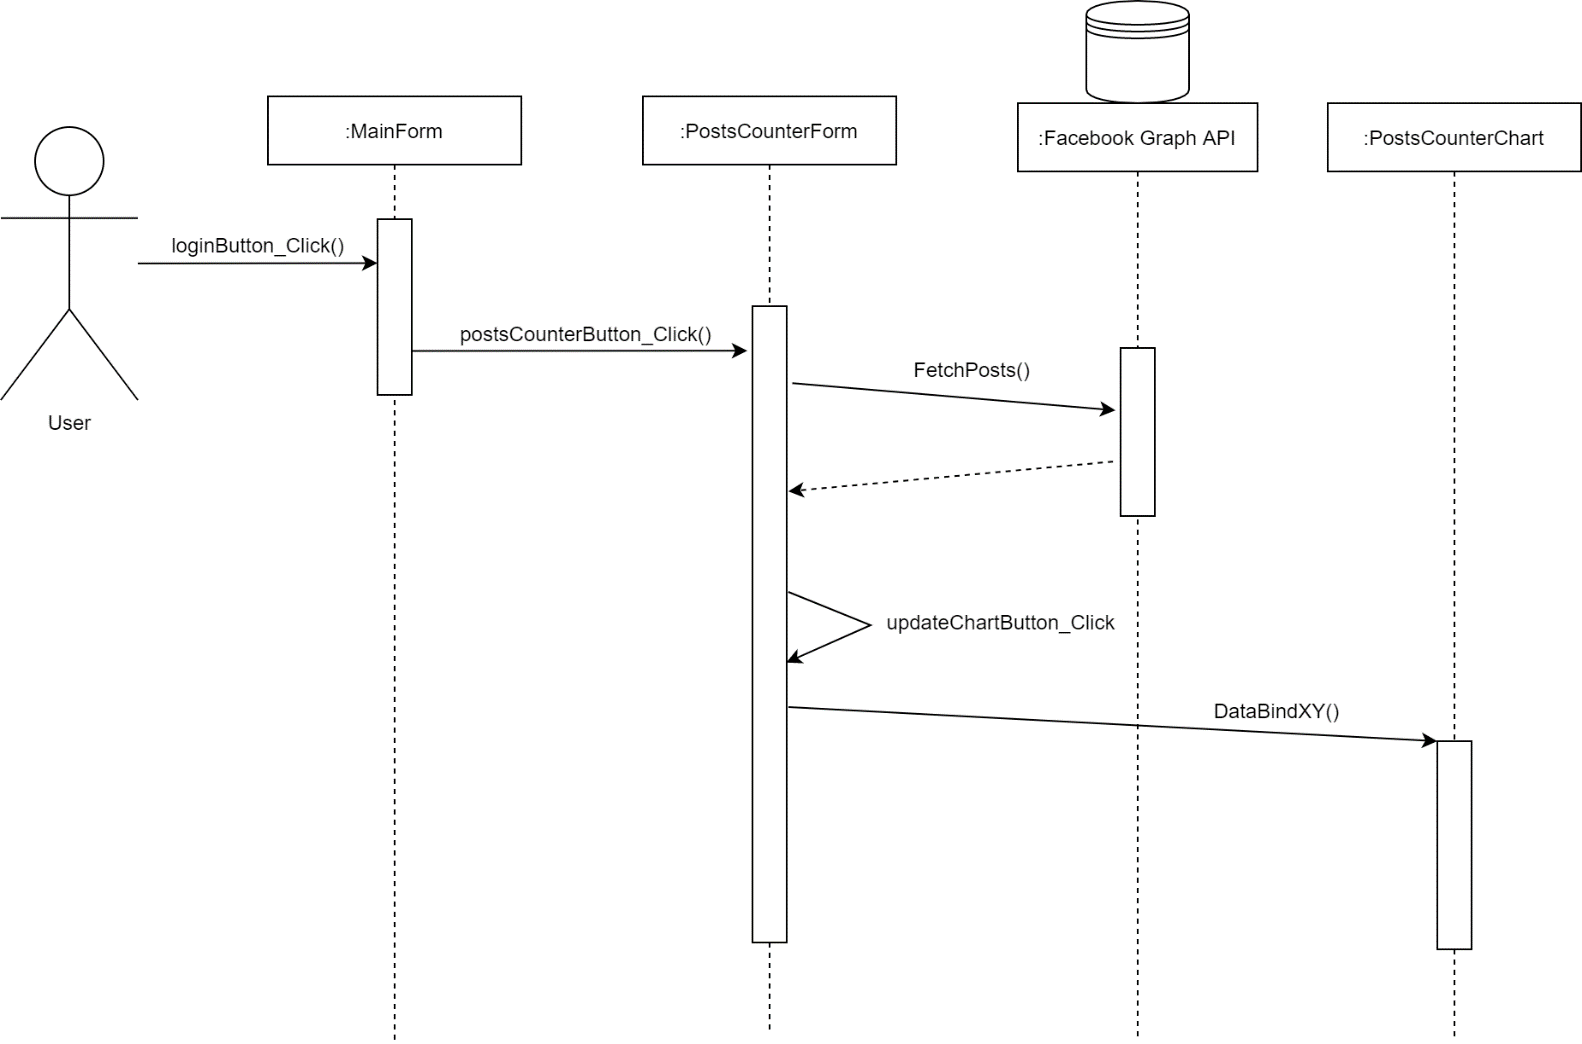 :MainForm
:PostsCounterForm
:Facebook Graph API
:PostsCounterChart
loginButton_Click()
postsCounterButton_Click()
FetchPosts()
User
updateChartButton_Click
DataBindXY()